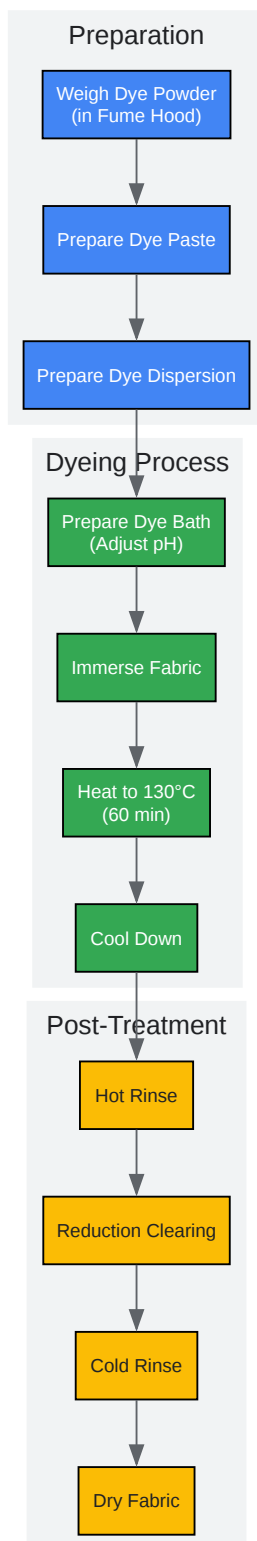 Preparation
Weigh Dye Powder
(in Fume Hood)
Prepare Dye Paste
Prepare Dye Dispersion
Dyeing Process
Prepare Dye Bath
(Adjust pH)
Immerse Fabric
Heat to 130°C
(60 min)
Cool Down
Post-Treatment
Hot Rinse
Reduction Clearing
Cold Rinse
Dry Fabric